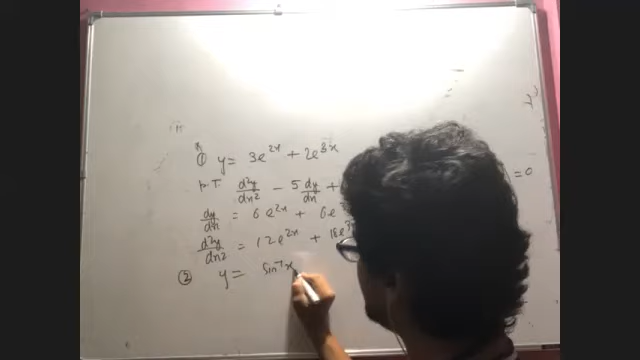 ① y = 3e^{2x} + 2e^{3x}
P.T. d²y/dx² - 5 dy/dx + = 0
dy/dx = 6e^{2x} + 6e
d²y/dx² = 12e^{2x} + 18e³
② y = sin⁻¹x